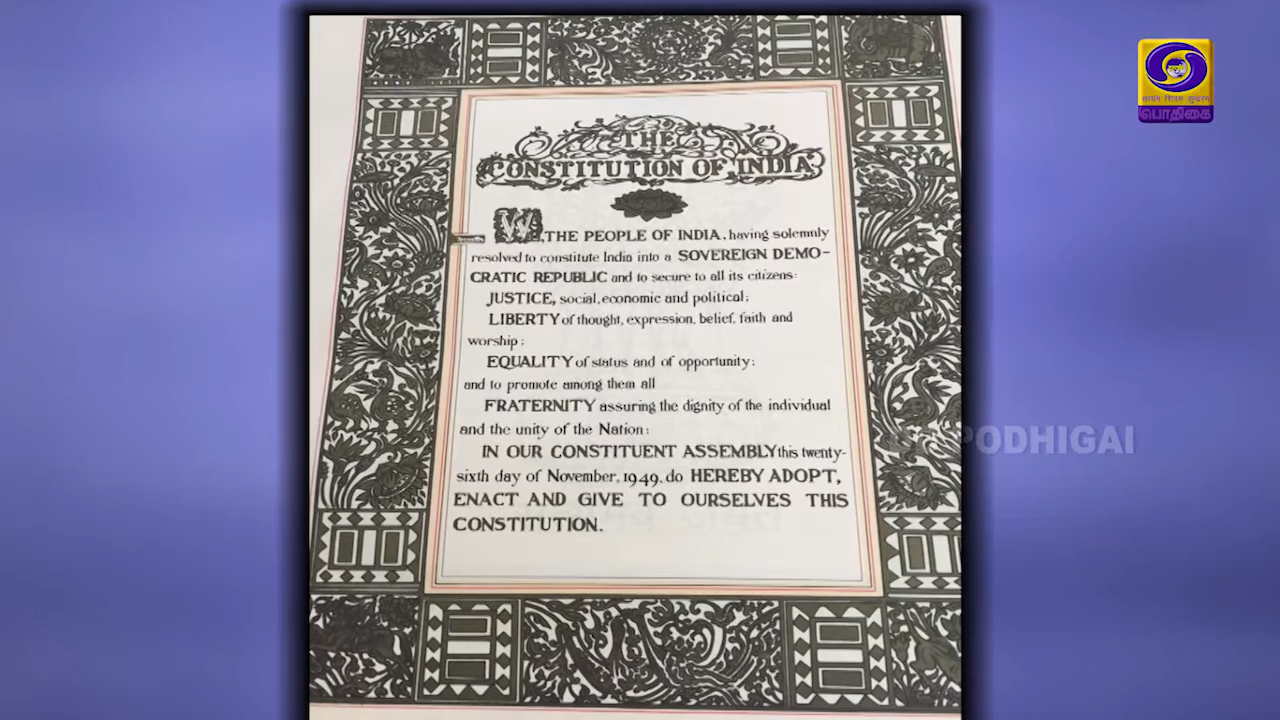 सत्यम् शिवम् सुन्दरम्
பொதிகை
THE
CONSTITUTION OF INDIA
WE, THE PEOPLE OF INDIA, having solemnly
resolved to constitute India into a SOVEREIGN DEMO-
CRATIC REPUBLIC and to secure to all its citizens:
JUSTICE, social, economic and political;
LIBERTY of thought, expression, belief, faith and
worship;
EQUALITY of status and of opportunity;
and to promote among them all
FRATERNITY assuring the dignity of the individual
and the unity of the Nation;
IN OUR CONSTITUENT ASSEMBLY this twenty-
sixth day of November, 1949, do HEREBY ADOPT,
ENACT AND GIVE TO OURSELVES THIS
CONSTITUTION.
PODHIGAI